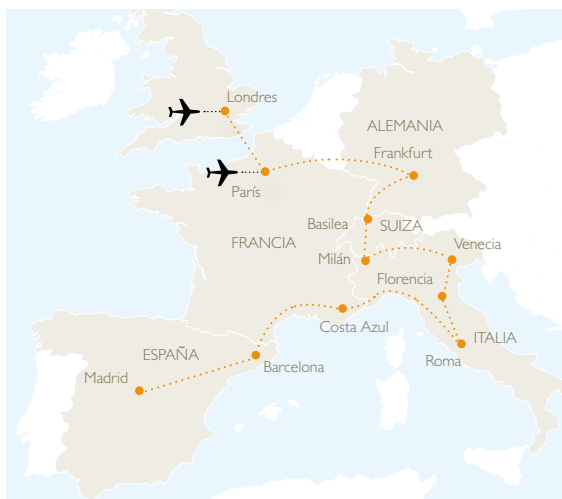 Londres
ALEMANIA
Frankfurt
París
Basilea
SUIZA
FRANCIA
Venecia
Milán
Florencia
Costa Azul
ITALIA
ESPAÑA
Roma
Barcelona
Madrid